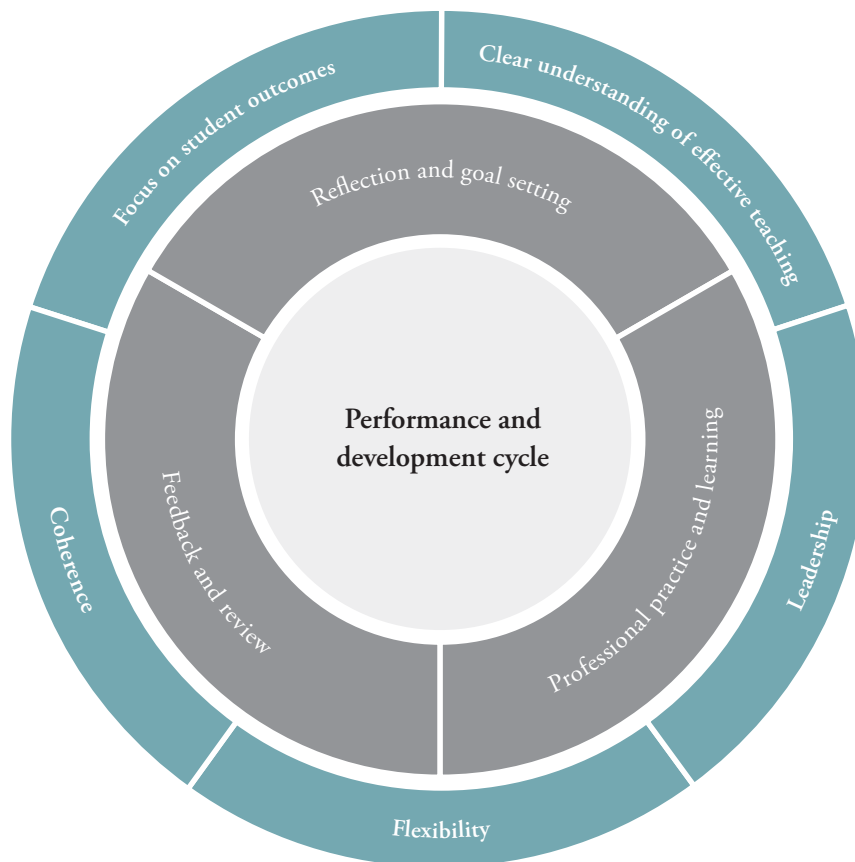 Focus on student outcomes
Clear understanding of effective teaching
Reflection and goal setting
Performance and
development cycle
Professional practice and learning
Feedback and review
Coherence
Leadership
Flexibility